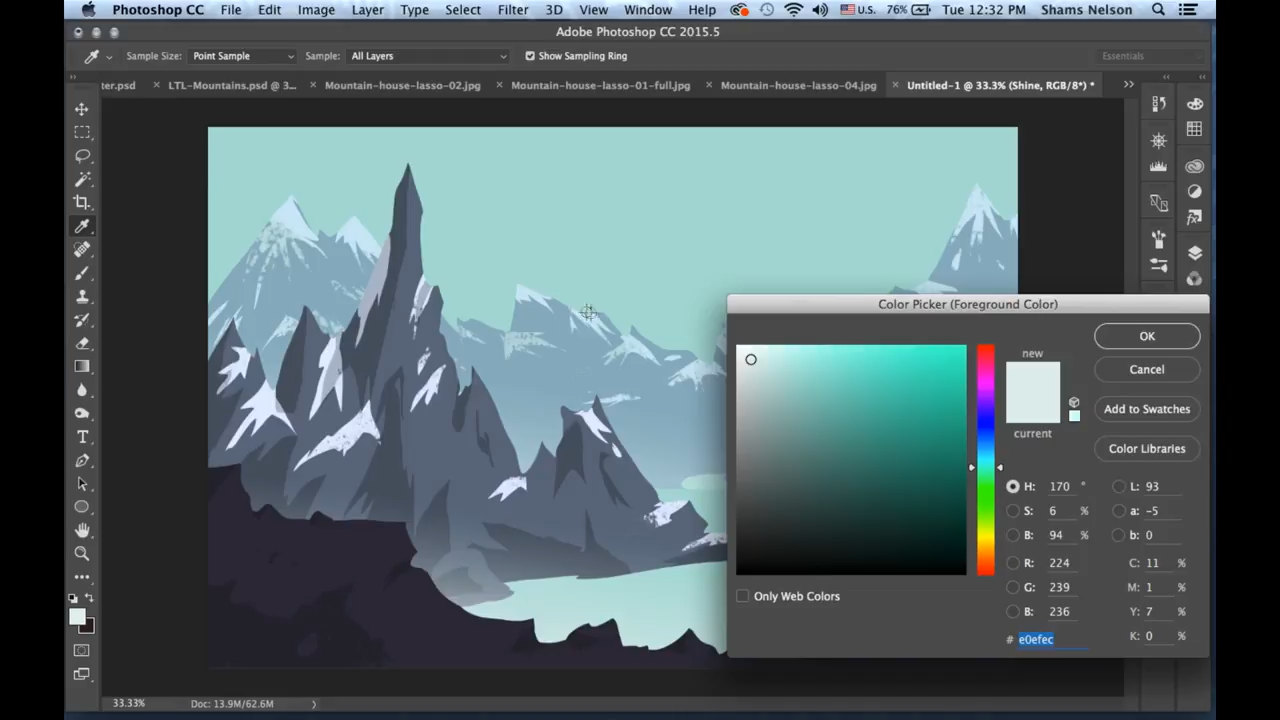 Photoshop CC File Edit Image Layer Type Select Filter 3D View Window Help U.S. 76% Tue 12:32 PM Shams Nelson
Adobe Photoshop CC 2015.5
Sample Size: Point Sample Sample: All Layers Show Sampling Ring Essentials
ter.psd × LTL-Mountains.psd @ 3... × Mountain-house-lasso-02.jpg × Mountain-house-lasso-01-full.jpg × Mountain-house-lasso-04.jpg × Untitled-1 @ 33.3% (Shine, RGB/8*) *
Color Picker (Foreground Color)
OK
new
Cancel
Add to Swatches
current
Color Libraries
H: 170 ° L: 93
S: 6 % a: -5
B: 94 % b: 0
R: 224 C: 11 %
G: 239 M: 1 %
Only Web Colors
B: 236 Y: 7 %
# e0efec K: 0 %
33.33% Doc: 13.9M/62.6M